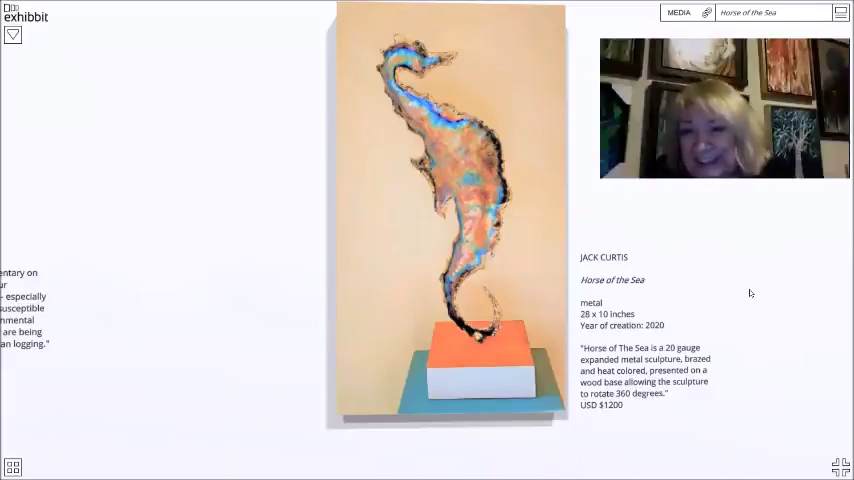 exhibbit
MEDIA
Horse of the Sea
entary on
ur
- especially
susceptible
nmental
are being
an logging."
JACK CURTIS
Horse of the Sea
metal
28 x 10 inches
Year of creation: 2020
"Horse of The Sea is a 20 gauge
expanded metal sculpture, brazed
and heat colored, presented on a
wood base allowing the sculpture
to rotate 360 degrees."
USD $1200